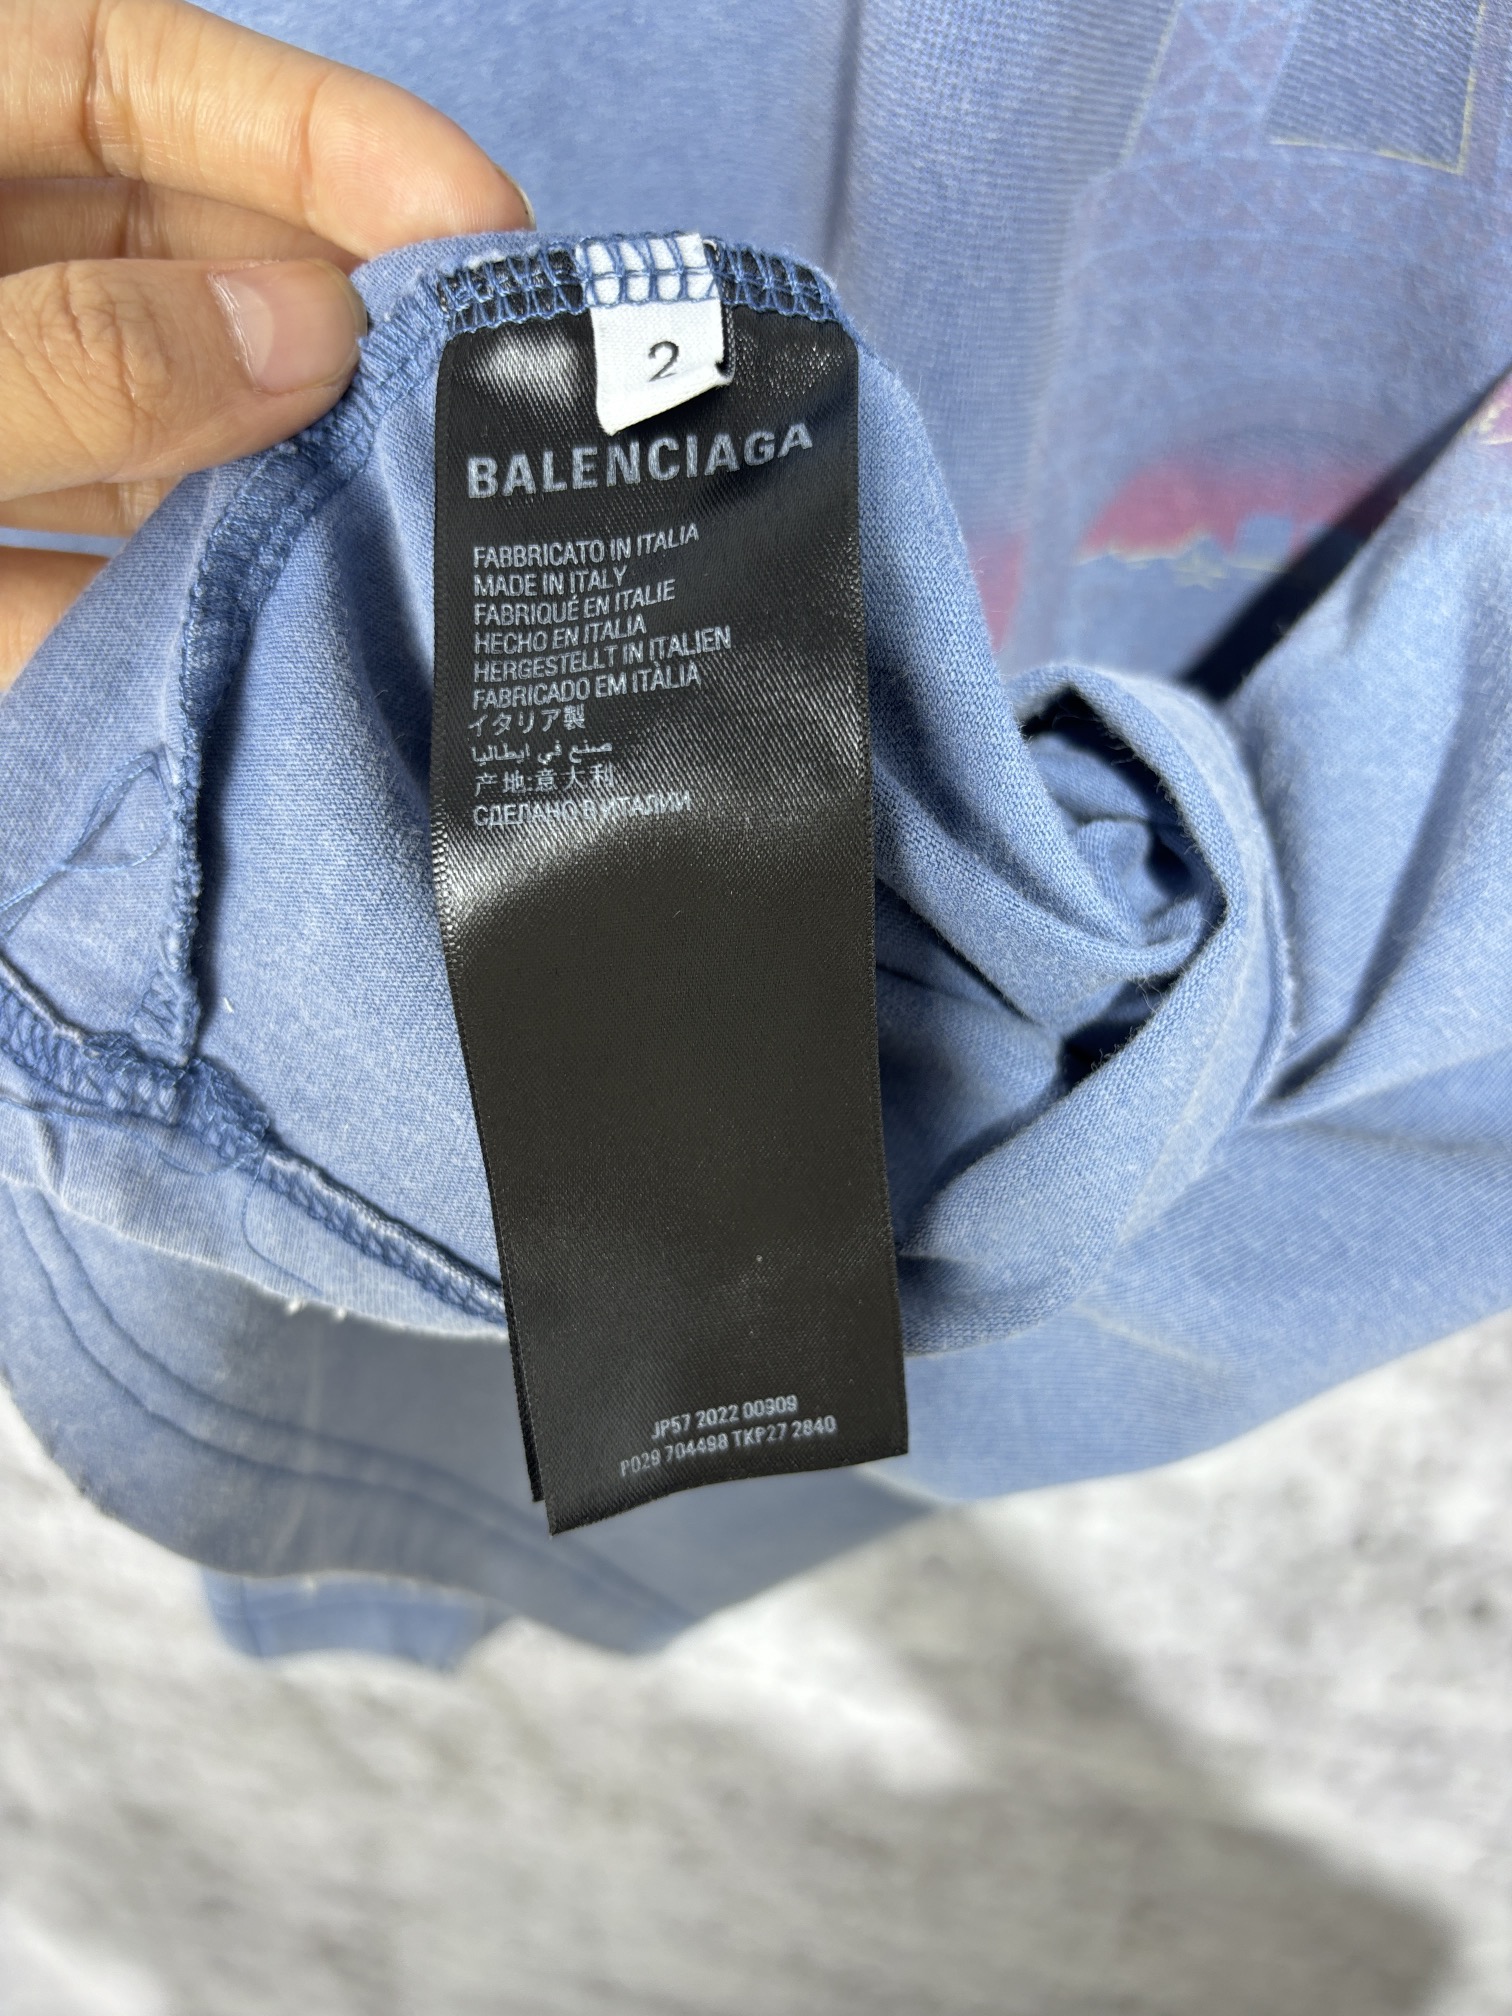 2
BALENCIAGA
FABBRICATO IN ITALIA
MADE IN ITALY
FABRIQUÉ EN ITALIE
HECHO EN ITALIA
HERGESTELLT IN ITALIEN
FABRICADO EM ITÁLIA
イタリア製
صنع في ايطاليا
产地:意大利
СДЕЛАНО В ИТАЛИИ
JP57 2022 00909
P029 704498 TKP27 2840